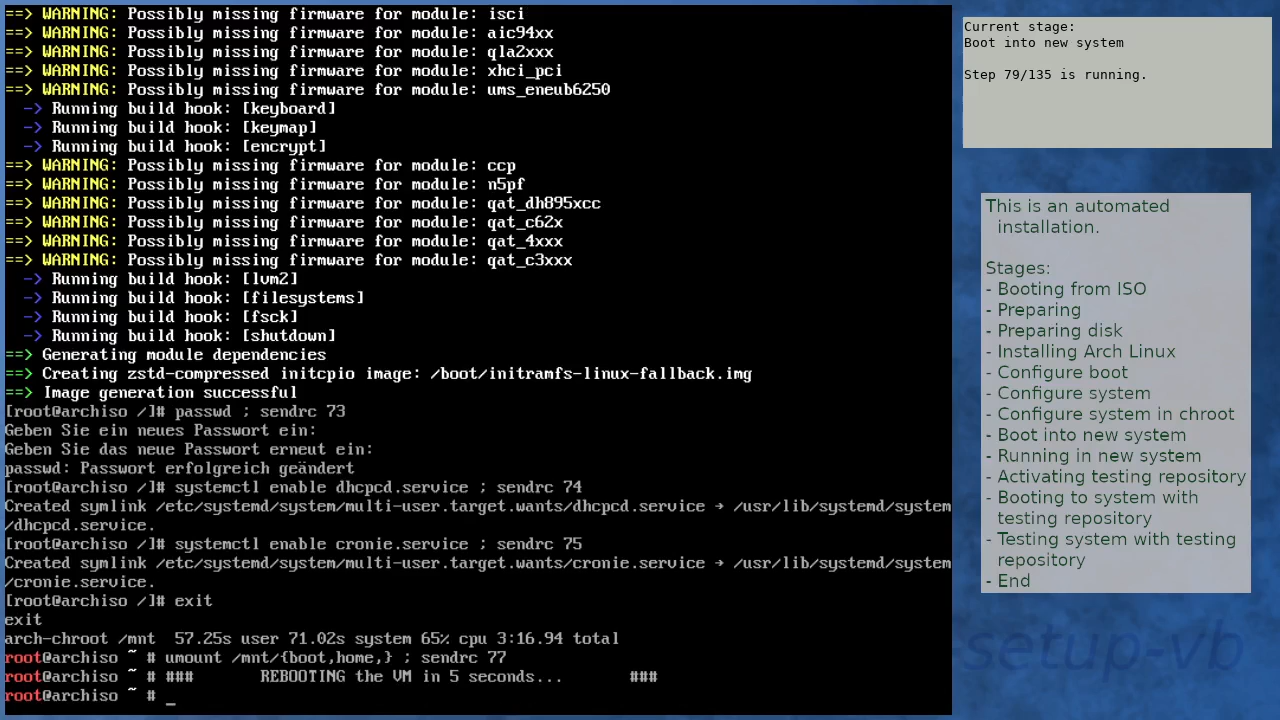 ==> WARNING: Possibly missing firmware for module: isci
==> WARNING: Possibly missing firmware for module: aic94xx
==> WARNING: Possibly missing firmware for module: qla2xxx
==> WARNING: Possibly missing firmware for module: xhci_pci
==> WARNING: Possibly missing firmware for module: ums_eneub6250
  -> Running build hook: [keyboard]
  -> Running build hook: [keymap]
  -> Running build hook: [encrypt]
==> WARNING: Possibly missing firmware for module: ccp
==> WARNING: Possibly missing firmware for module: n5pf
==> WARNING: Possibly missing firmware for module: qat_dh895xcc
==> WARNING: Possibly missing firmware for module: qat_c62x
==> WARNING: Possibly missing firmware for module: qat_4xxx
==> WARNING: Possibly missing firmware for module: qat_c3xxx
  -> Running build hook: [lvm2]
  -> Running build hook: [filesystems]
  -> Running build hook: [fsck]
  -> Running build hook: [shutdown]
==> Generating module dependencies
==> Creating zstd-compressed initcpio image: /boot/initramfs-linux-fallback.img
==> Image generation successful
[root@archiso /]# passwd ; sendrc 73
Geben Sie ein neues Passwort ein:
Geben Sie das neue Passwort erneut ein:
passwd: Passwort erfolgreich geändert
[root@archiso /]# systemctl enable dhcpcd.service ; sendrc 74
Created symlink /etc/systemd/system/multi-user.target.wants/dhcpcd.service → /usr/lib/systemd/system
/dhcpcd.service.
[root@archiso /]# systemctl enable cronie.service ; sendrc 75
Created symlink /etc/systemd/system/multi-user.target.wants/cronie.service → /usr/lib/systemd/system
/cronie.service.
[root@archiso /]# exit
exit
arch-chroot /mnt  57.25s user 71.02s system 65% cpu 3:16.94 total
root@archiso ~ # umount /mnt/{boot,home,} ; sendrc 77
root@archiso ~ # ###       REBOOTING the VM in 5 seconds...       ###
root@archiso ~ # _
Current stage:
Boot into new system
Step 79/135 is running.
This is an automated
installation.
Stages:
- Booting from ISO
- Preparing
- Preparing disk
- Installing Arch Linux
- Configure boot
- Configure system
- Configure system in chroot
- Boot into new system
- Running in new system
- Activating testing repository
- Booting to system with
testing repository
- Testing system with testing
repository
- End
-setup-vb